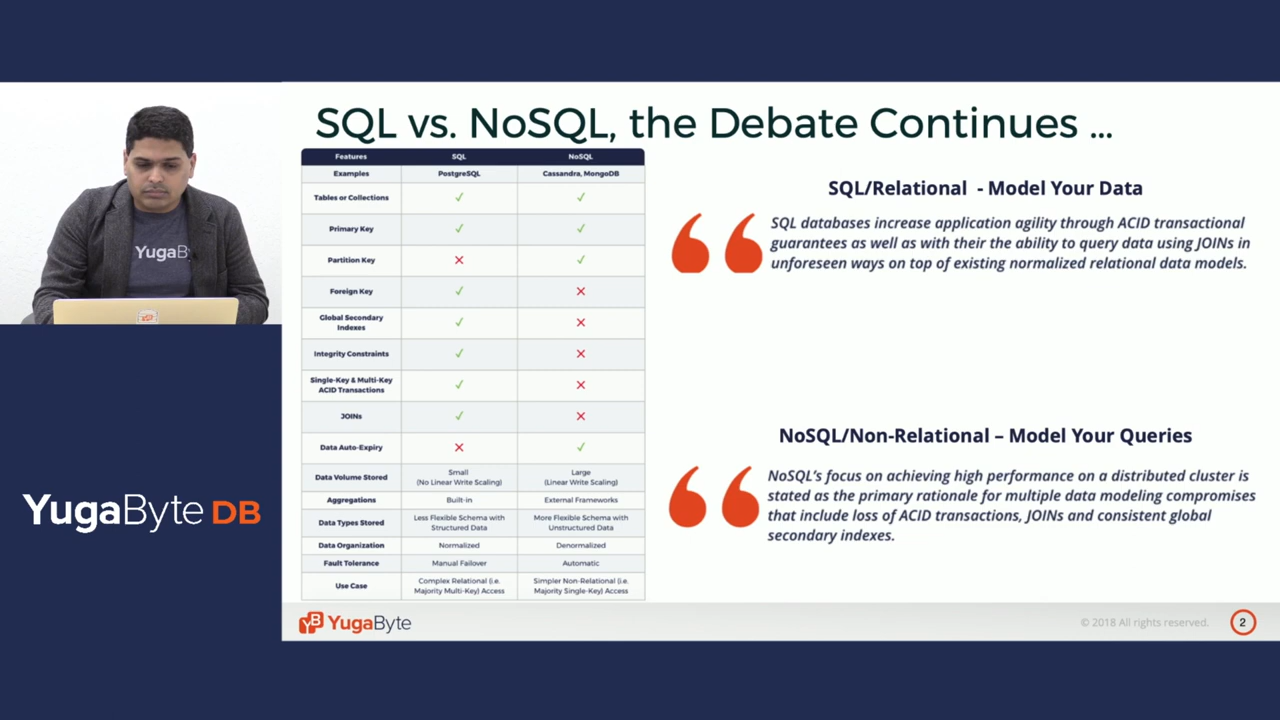 SQL vs. NoSQL, the Debate Continues ...
Features SQL NoSQL
Examples PostgreSQL Cassandra, MongoDB
Tables or Collections ✓ ✓
Primary Key ✓ ✓
Partition Key ✕ ✓
Foreign Key ✓ ✕
Global Secondary
Indexes ✓ ✕
Integrity Constraints ✓ ✕
Single-Key & Multi-Key
ACID Transactions ✓ ✕
JOINs ✓ ✕
Data Auto-Expiry ✕ ✓
Data Volume Stored
Small
(No Linear Write Scaling)
Large
(Linear Write Scaling)
Aggregations Built-in External Frameworks
Data Types Stored
Less Flexible Schema with
Structured Data
More Flexible Schema with
Unstructured Data
Data Organization Normalized Denormalized
Fault Tolerance Manual Failover Automatic
Use Case
Complex Relational (i.e.
Majority Multi-Key) Access
Simpler Non-Relational (i.e.
Majority Single-Key) Access
SQL/Relational - Model Your Data
SQL databases increase application agility through ACID transactional
guarantees as well as with their the ability to query data using JOINs in
unforeseen ways on top of existing normalized relational data models.
NoSQL/Non-Relational – Model Your Queries
NoSQL's focus on achieving high performance on a distributed cluster is
stated as the primary rationale for multiple data modeling compromises
that include loss of ACID transactions, JOINs and consistent global
secondary indexes.
YugaB
YugaByte DB
YB YugaByte
© 2018 All rights reserved.
2